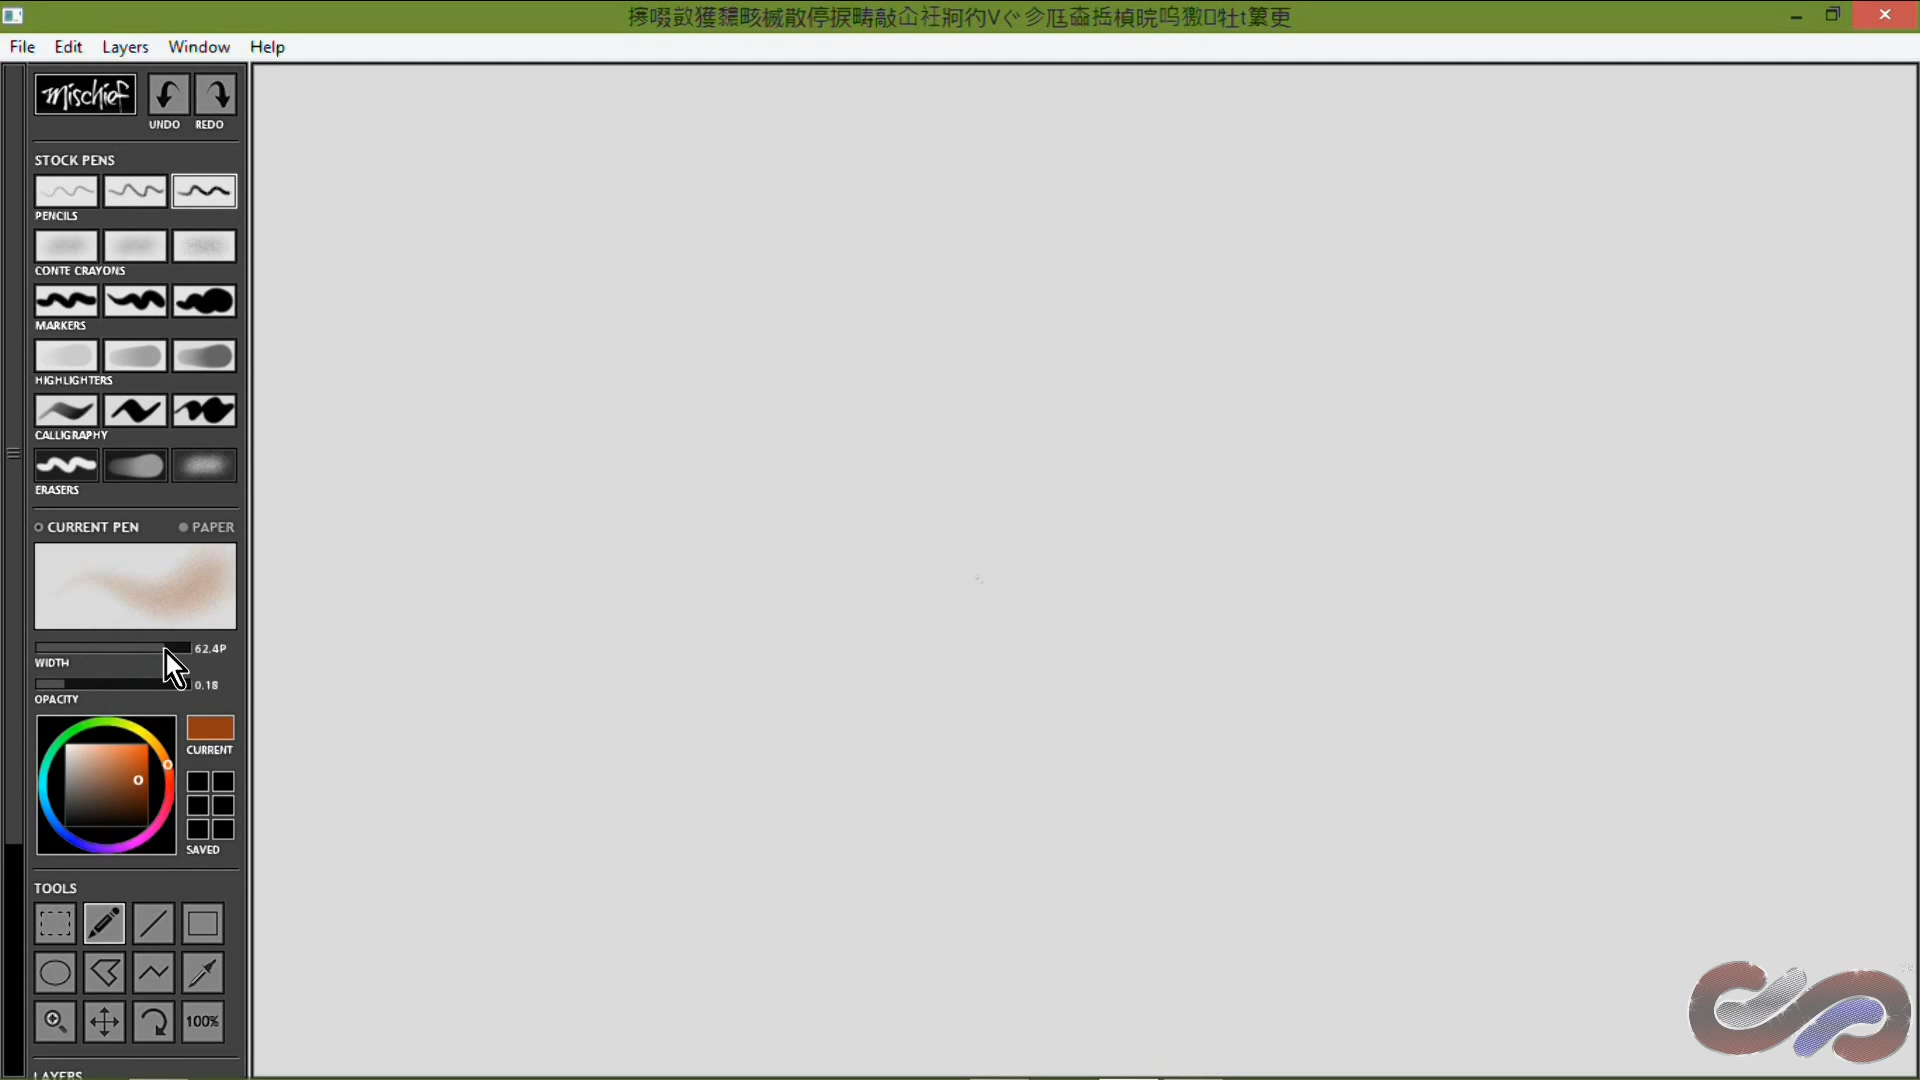 File Edit Layers Window Help
mischief
UNDO REDO
STOCK PENS
PENCILS
CONTE CRAYONS
MARKERS
HIGHLIGHTERS
CALLIGRAPHY
ERASERS
CURRENT PEN PAPER
62.4P
WIDTH
0.18
OPACITY
CURRENT
SAVED
TOOLS
100%
LAYERS